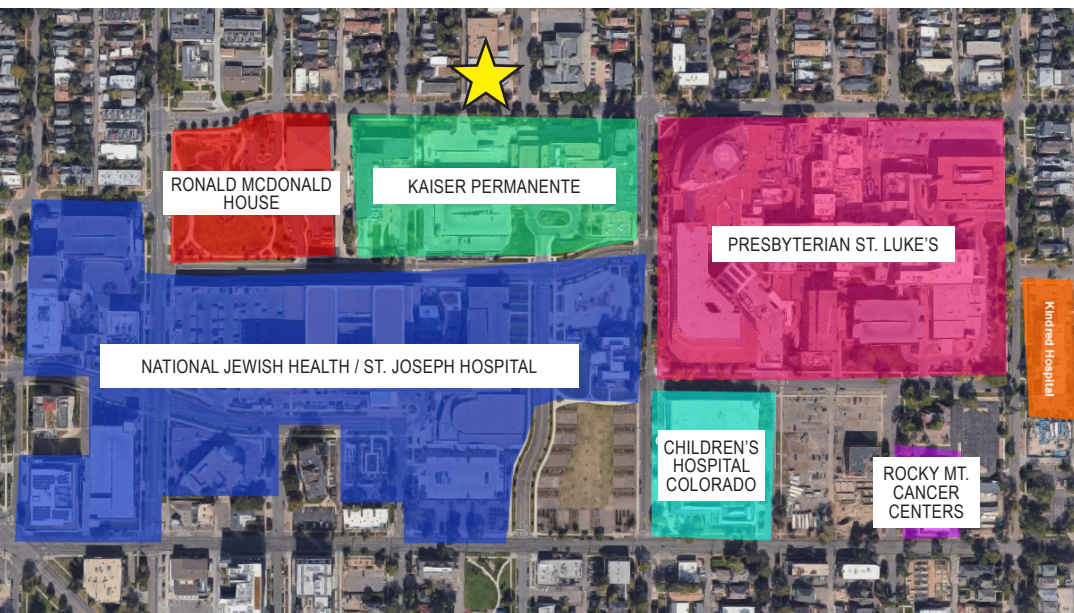 RONALD MCDONALD
HOUSE
KAISER PERMANENTE
PRESBYTERIAN ST. LUKE'S
Kindred Hospital
NATIONAL JEWISH HEALTH / ST. JOSEPH HOSPITAL
CHILDREN'S
HOSPITAL
COLORADO
ROCKY MT.
CANCER
CENTERS